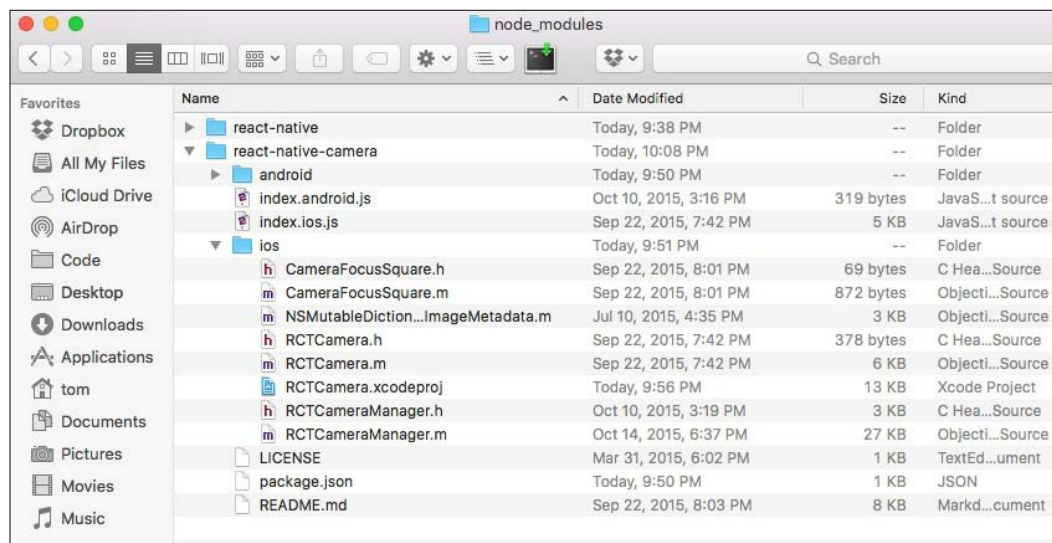 node_modules
Search
Favorites
Dropbox
All My Files
iCloud Drive
AirDrop
Code
Desktop
Downloads
Applications
tom
Documents
Pictures
Movies
Music
Name Date Modified Size Kind
react-native Today, 9:38 PM -- Folder
react-native-camera Today, 10:08 PM -- Folder
android Today, 9:50 PM -- Folder
index.android.js Oct 10, 2015, 3:16 PM 319 bytes JavaS...t source
index.ios.js Sep 22, 2015, 7:42 PM 5 KB JavaS...t source
ios Today, 9:51 PM -- Folder
h CameraFocusSquare.h Sep 22, 2015, 8:01 PM 69 bytes C Hea...Source
m CameraFocusSquare.m Sep 22, 2015, 8:01 PM 872 bytes Objecti...Source
m NSMutableDiction...ImageMetadata.m Jul 10, 2015, 4:35 PM 3 KB Objecti...Source
h RCTCamera.h Sep 22, 2015, 7:42 PM 378 bytes C Hea...Source
m RCTCamera.m Sep 22, 2015, 7:42 PM 6 KB Objecti...Source
RCTCamera.xcodeproj Today, 9:56 PM 13 KB Xcode Project
h RCTCameraManager.h Oct 10, 2015, 3:19 PM 3 KB C Hea...Source
m RCTCameraManager.m Oct 14, 2015, 6:37 PM 27 KB Objecti...Source
LICENSE Mar 31, 2015, 6:02 PM 1 KB TextEd...ument
package.json Today, 9:50 PM 1 KB JSON
README.md Sep 22, 2015, 8:03 PM 8 KB Markd...cument